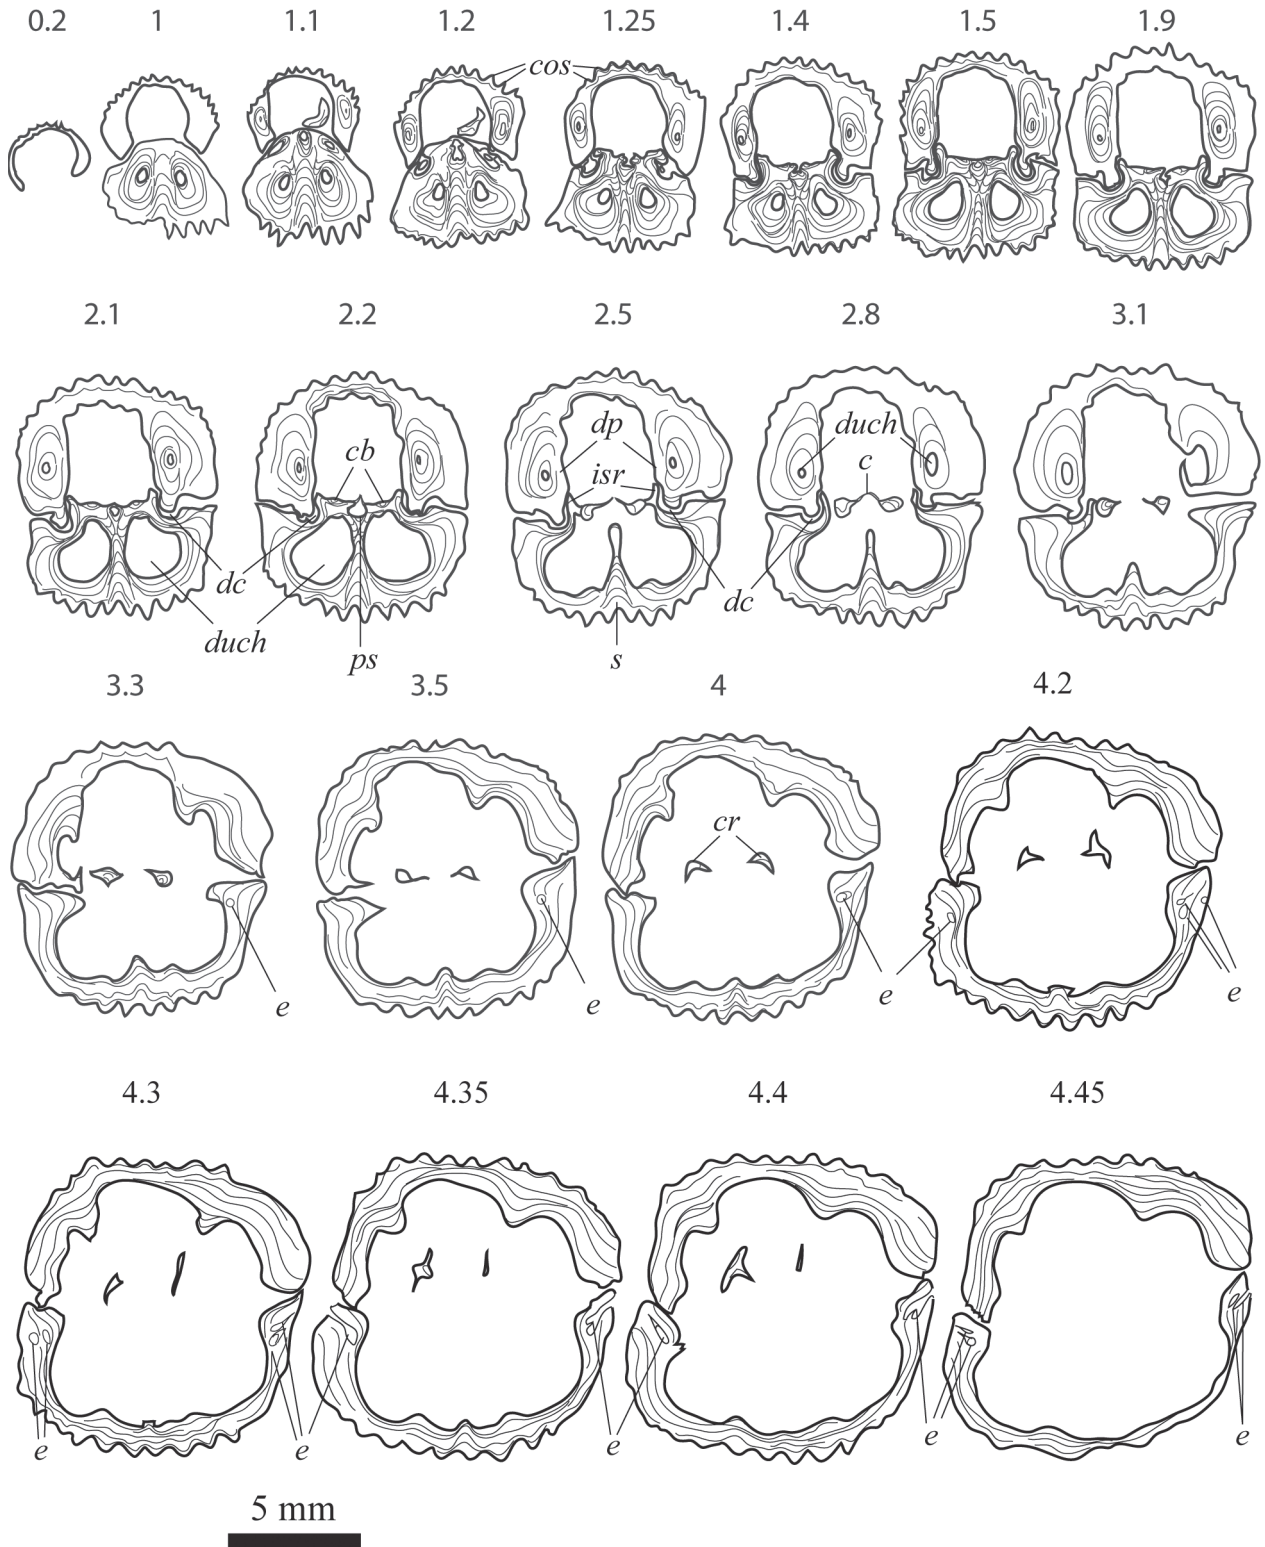 0.2 1 1.1 1.2 1.25 1.4 1.5 1.9
cos
2.1 2.2 2.5 2.8 3.1
dp duch
cb isr c
dc dc
duch ps s
3.3 3.5 4 4.2
cr
e e e e
4.3 4.35 4.4 4.45
e e e e e
5 mm